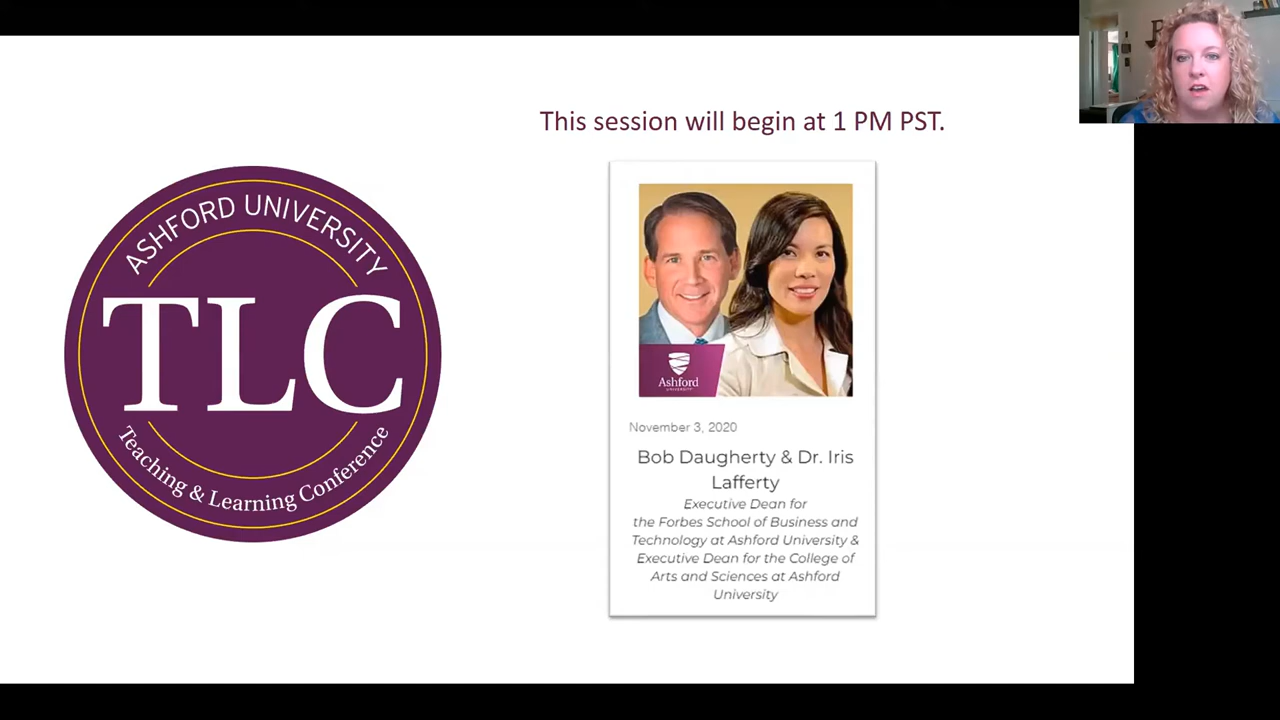 This session will begin at 1 PM PST.
ASHFORD UNIVERSITY
TLC
Teaching & Learning Conference
Ashford
UNIVERSITY
November 3, 2020
Bob Daugherty & Dr. Iris
Lafferty
Executive Dean for
the Forbes School of Business and
Technology at Ashford University &
Executive Dean for the College of
Arts and Sciences at Ashford
University